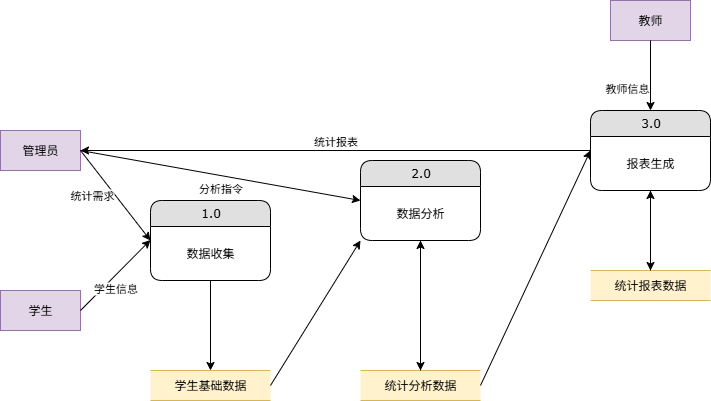 教师
教师信息
3.0
报表生成
统计报表
管理员
2.0
数据分析
分析指令
统计需求
1.0
数据收集
学生信息
学生
统计报表数据
学生基础数据
统计分析数据